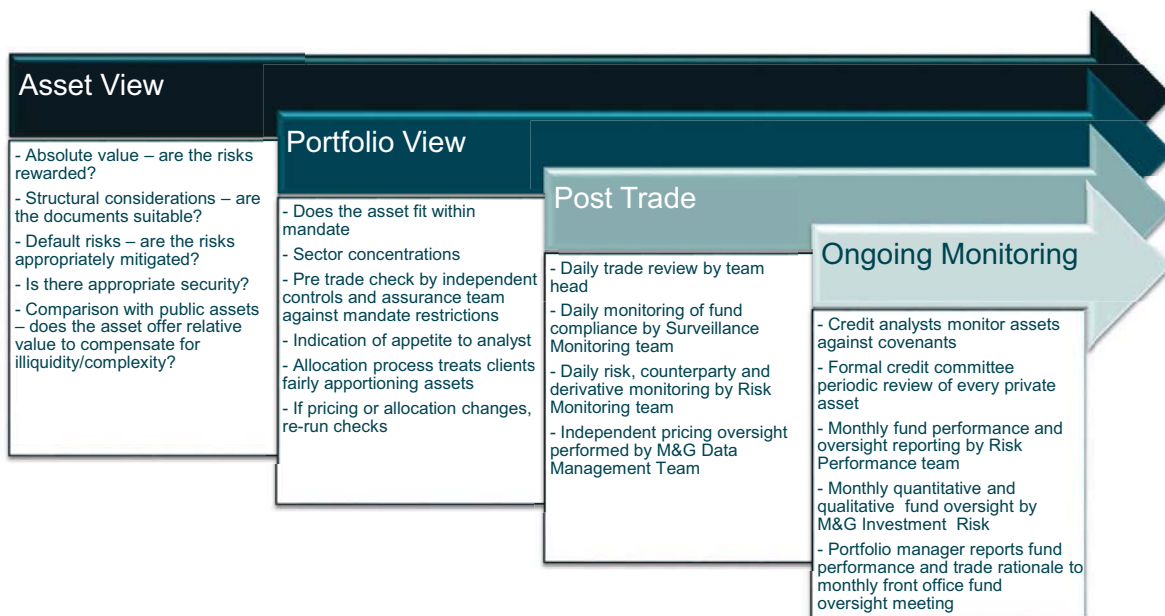 Asset View
- Absolute value – are the risks
rewarded?
- Structural considerations – are
the documents suitable?
- Default risks – are the risks
appropriately mitigated?
- Is there appropriate security?
- Comparison with public assets
– does the asset offer relative
value to compensate for
illiquidity/complexity?
Portfolio View
- Does the asset fit within
mandate
- Sector concentrations
- Pre trade check by independent
controls and assurance team
against mandate restrictions
- Indication of appetite to analyst
- Allocation process treats clients
fairly apportioning assets
- If pricing or allocation changes,
re-run checks
Post Trade
- Daily trade review by team
head
- Daily monitoring of fund
compliance by Surveillance
Monitoring team
- Daily risk, counterparty and
derivative monitoring by Risk
Monitoring team
- Independent pricing oversight
performed by M&G Data
Management Team
Ongoing Monitoring
- Credit analysts monitor assets
against covenants
- Formal credit committee
periodic review of every private
asset
- Monthly fund performance and
oversight reporting by Risk
Performance team
- Monthly quantitative and
qualitative fund oversight by
M&G Investment Risk
- Portfolio manager reports fund
performance and trade rationale to
monthly front office fund
oversight meeting